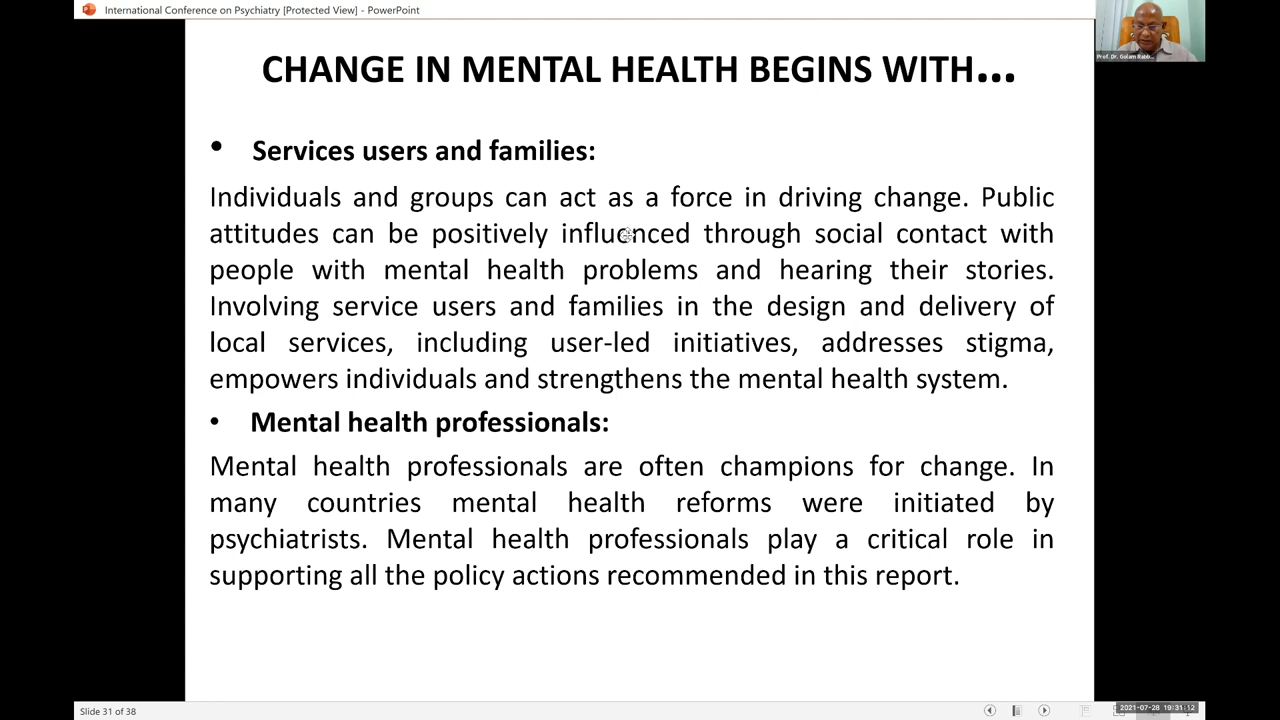 International Conference on Psychiatry [Protected View] - PowerPoint
Prof. Dr. Golam Rabb...
CHANGE IN MENTAL HEALTH BEGINS WITH...
• Services users and families:
Individuals and groups can act as a force in driving change. Public
attitudes can be positively influenced through social contact with
people with mental health problems and hearing their stories.
Involving service users and families in the design and delivery of
local services, including user-led initiatives, addresses stigma,
empowers individuals and strengthens the mental health system.
• Mental health professionals:
Mental health professionals are often champions for change. In
many countries mental health reforms were initiated by
psychiatrists. Mental health professionals play a critical role in
supporting all the policy actions recommended in this report.
Slide 31 of 38
2021-07-28 19:31:12